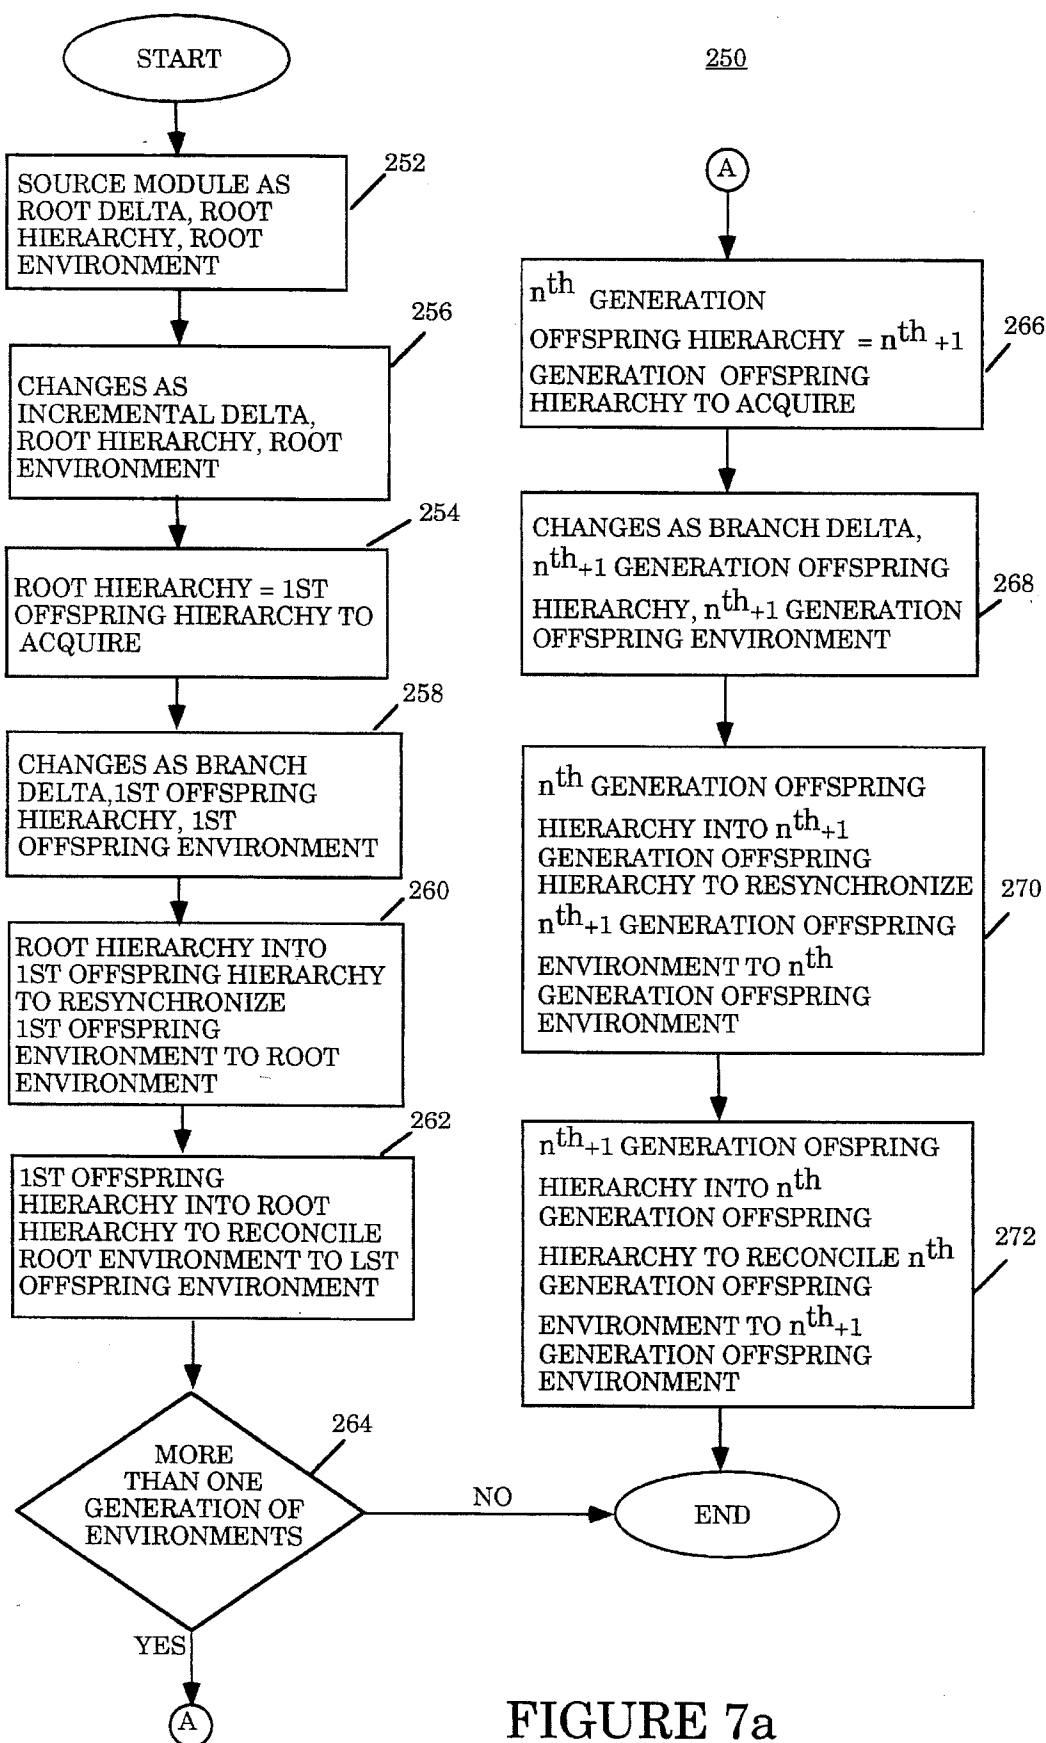 START
252
SOURCE MODULE AS
ROOT DELTA, ROOT
HIERARCHY, ROOT
ENVIRONMENT
256
CHANGES AS
INCREMENTAL DELTA,
ROOT HIERARCHY, ROOT
ENVIRONMENT
254
ROOT HIERARCHY = 1ST
OFFSPRING HIERARCHY TO
ACQUIRE
258
CHANGES AS BRANCH
DELTA,1ST OFFSPRING
HIERARCHY, 1ST
OFFSPRING ENVIRONMENT
260
ROOT HIERARCHY INTO
1ST OFFSPRING HIERARCHY
TO RESYNCHRONIZE
1ST OFFSPRING
ENVIRONMENT TO ROOT
ENVIRONMENT
262
1ST OFFSPRING
HIERARCHY INTO ROOT
HIERARCHY TO RECONCILE
ROOT ENVIRONMENT TO LST
OFFSPRING ENVIRONMENT
264
MORE
THAN ONE
GENERATION OF
ENVIRONMENTS
NO
YES
A
250
A
nth GENERATION
OFFSPRING HIERARCHY = nth +1
GENERATION OFFSPRING
HIERARCHY TO ACQUIRE
266
CHANGES AS BRANCH DELTA,
nth+1 GENERATION OFFSPRING
HIERARCHY, nth+1 GENERATION
OFFSPRING ENVIRONMENT
268
nth GENERATION OFFSPRING
HIERARCHY INTO nth+1
GENERATION OFFSPRING
HIERARCHY TO RESYNCHRONIZE
nth+1 GENERATION OFFSPRING
ENVIRONMENT TO nth
GENERATION OFFSPRING
ENVIRONMENT
270
nth+1 GENERATION OFSPRING
HIERARCHY INTO nth
GENERATION OFFSPRING
HIERARCHY TO RECONCILE nth
GENERATION OFFSPRING
ENVIRONMENT TO nth+1
GENERATION OFFSPRING
ENVIRONMENT
272
END
FIGURE 7a